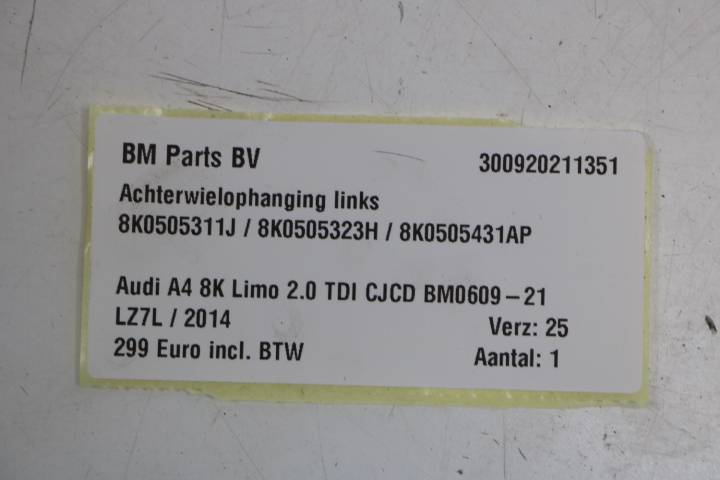 BM Parts BV 300920211351
Achterwielophanging links
8K0505311J / 8K0505323H / 8K0505431AP
Audi A4 8K Limo 2.0 TDI CJCD BM0609-21
LZ7L / 2014 Verz: 25
299 Euro incl. BTW Aantal: 1